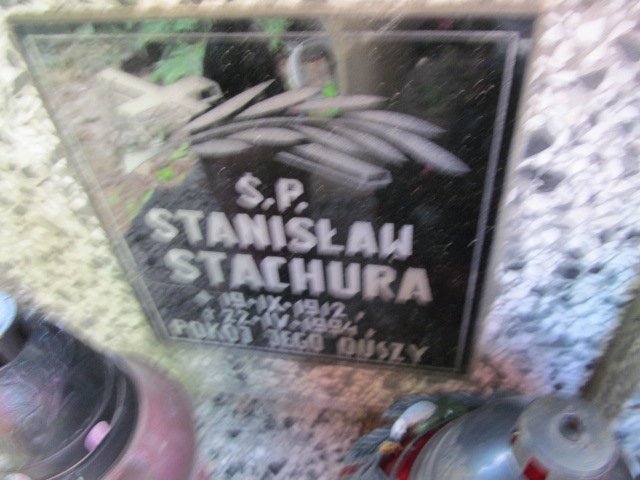 Ś.P.
STANISŁAW
STACHURA
* 19.IX.1912,
† 22.IV.1994,
POKÓJ JEGO DUSZY